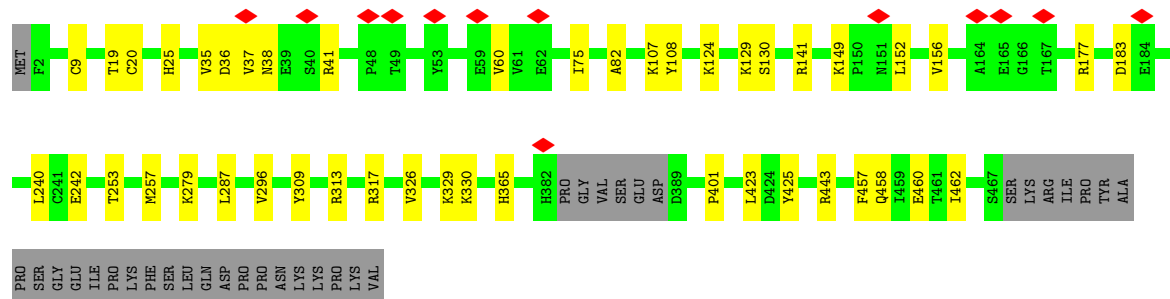 MET F2 C9 T19 C20 H25 V35 D36 V37 N38 E39 S40 R41 P48 T49 Y53 E59 V60 V61 E62 I75 A82 K107 Y108 K124 K129 S130 R141 K149 P150 N151 L152 V156 A164 E165 G166 T167 R177 D183 E184
L240 C241 E242 T253 M257 K279 L287 V296 Y309 R313 R317 V326 K329 K330 H365 H382 PRO GLY VAL SER GLU ASP D389 P401 L423 D424 Y425 R443 F457 Q458 I459 E460 T461 I462 S467 SER LYS ARG ILE PRO TYR ALA
PRO SER GLY GLU ILE PRO LYS PHE SER LEU GLN ASP PRO PRO ASN LYS LYS PRO LYS VAL